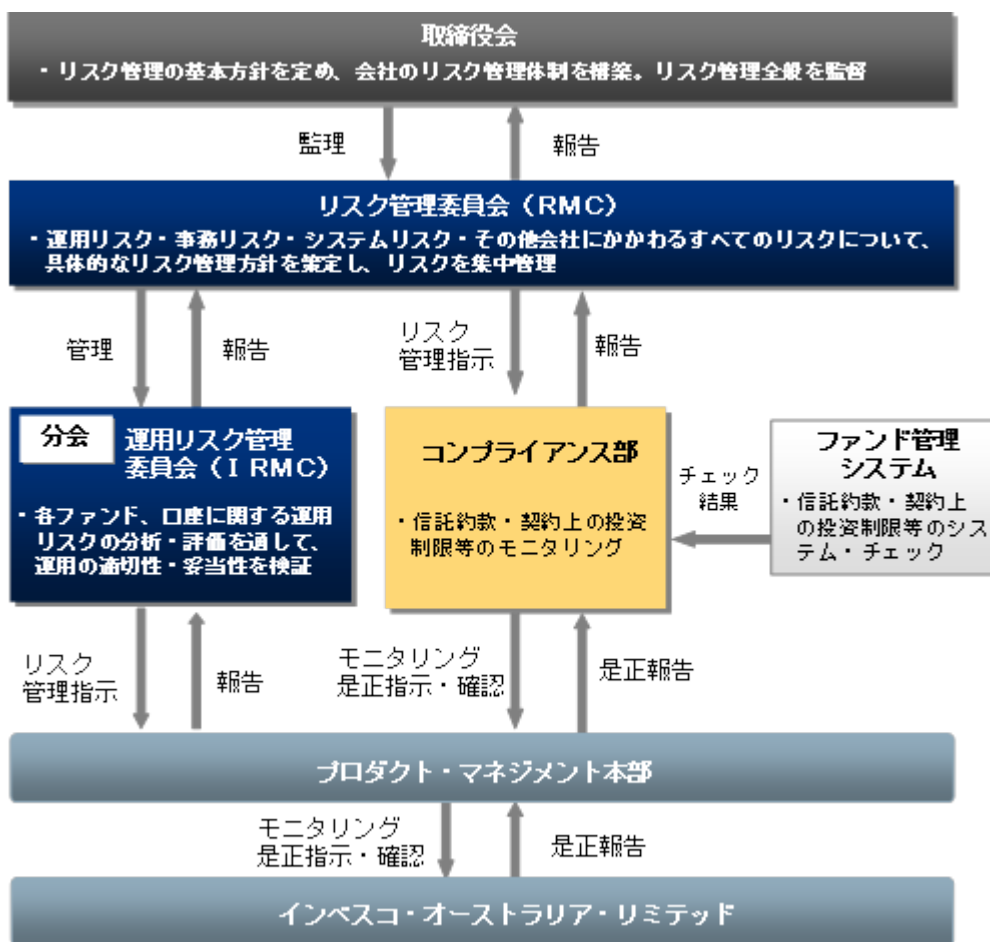 取締役会
・リスク管理の基本方針を定め、会社のリスク管理体制を構築。リスク管理全般を監督
監理
報告
リスク管理委員会（RMC）
・運用リスク・事務リスク・システムリスク・その他会社にかかわるすべてのリスクについて、
具体的なリスク管理方針を策定し、リスクを集中管理
管理
報告
リスク
管理指示
報告
分会
運用リスク管理
委員会（IRMC）
・各ファンド、口座に関する運用
リスクの分析・評価を通して、
運用の適切性・妥当性を検証
コンプライアンス部
・信託約款・契約上の投資
制限等のモニタリング
チェック
結果
ファンド管理
システム
・信託約款・契約上
の投資制限等のシス
テム・チェック
リスク
管理指示
報告
モニタリング
是正指示・確認
是正報告
プロダクト・マネジメント本部
モニタリング
是正指示・確認
是正報告
インベスコ・オーストラリア・リミテッド